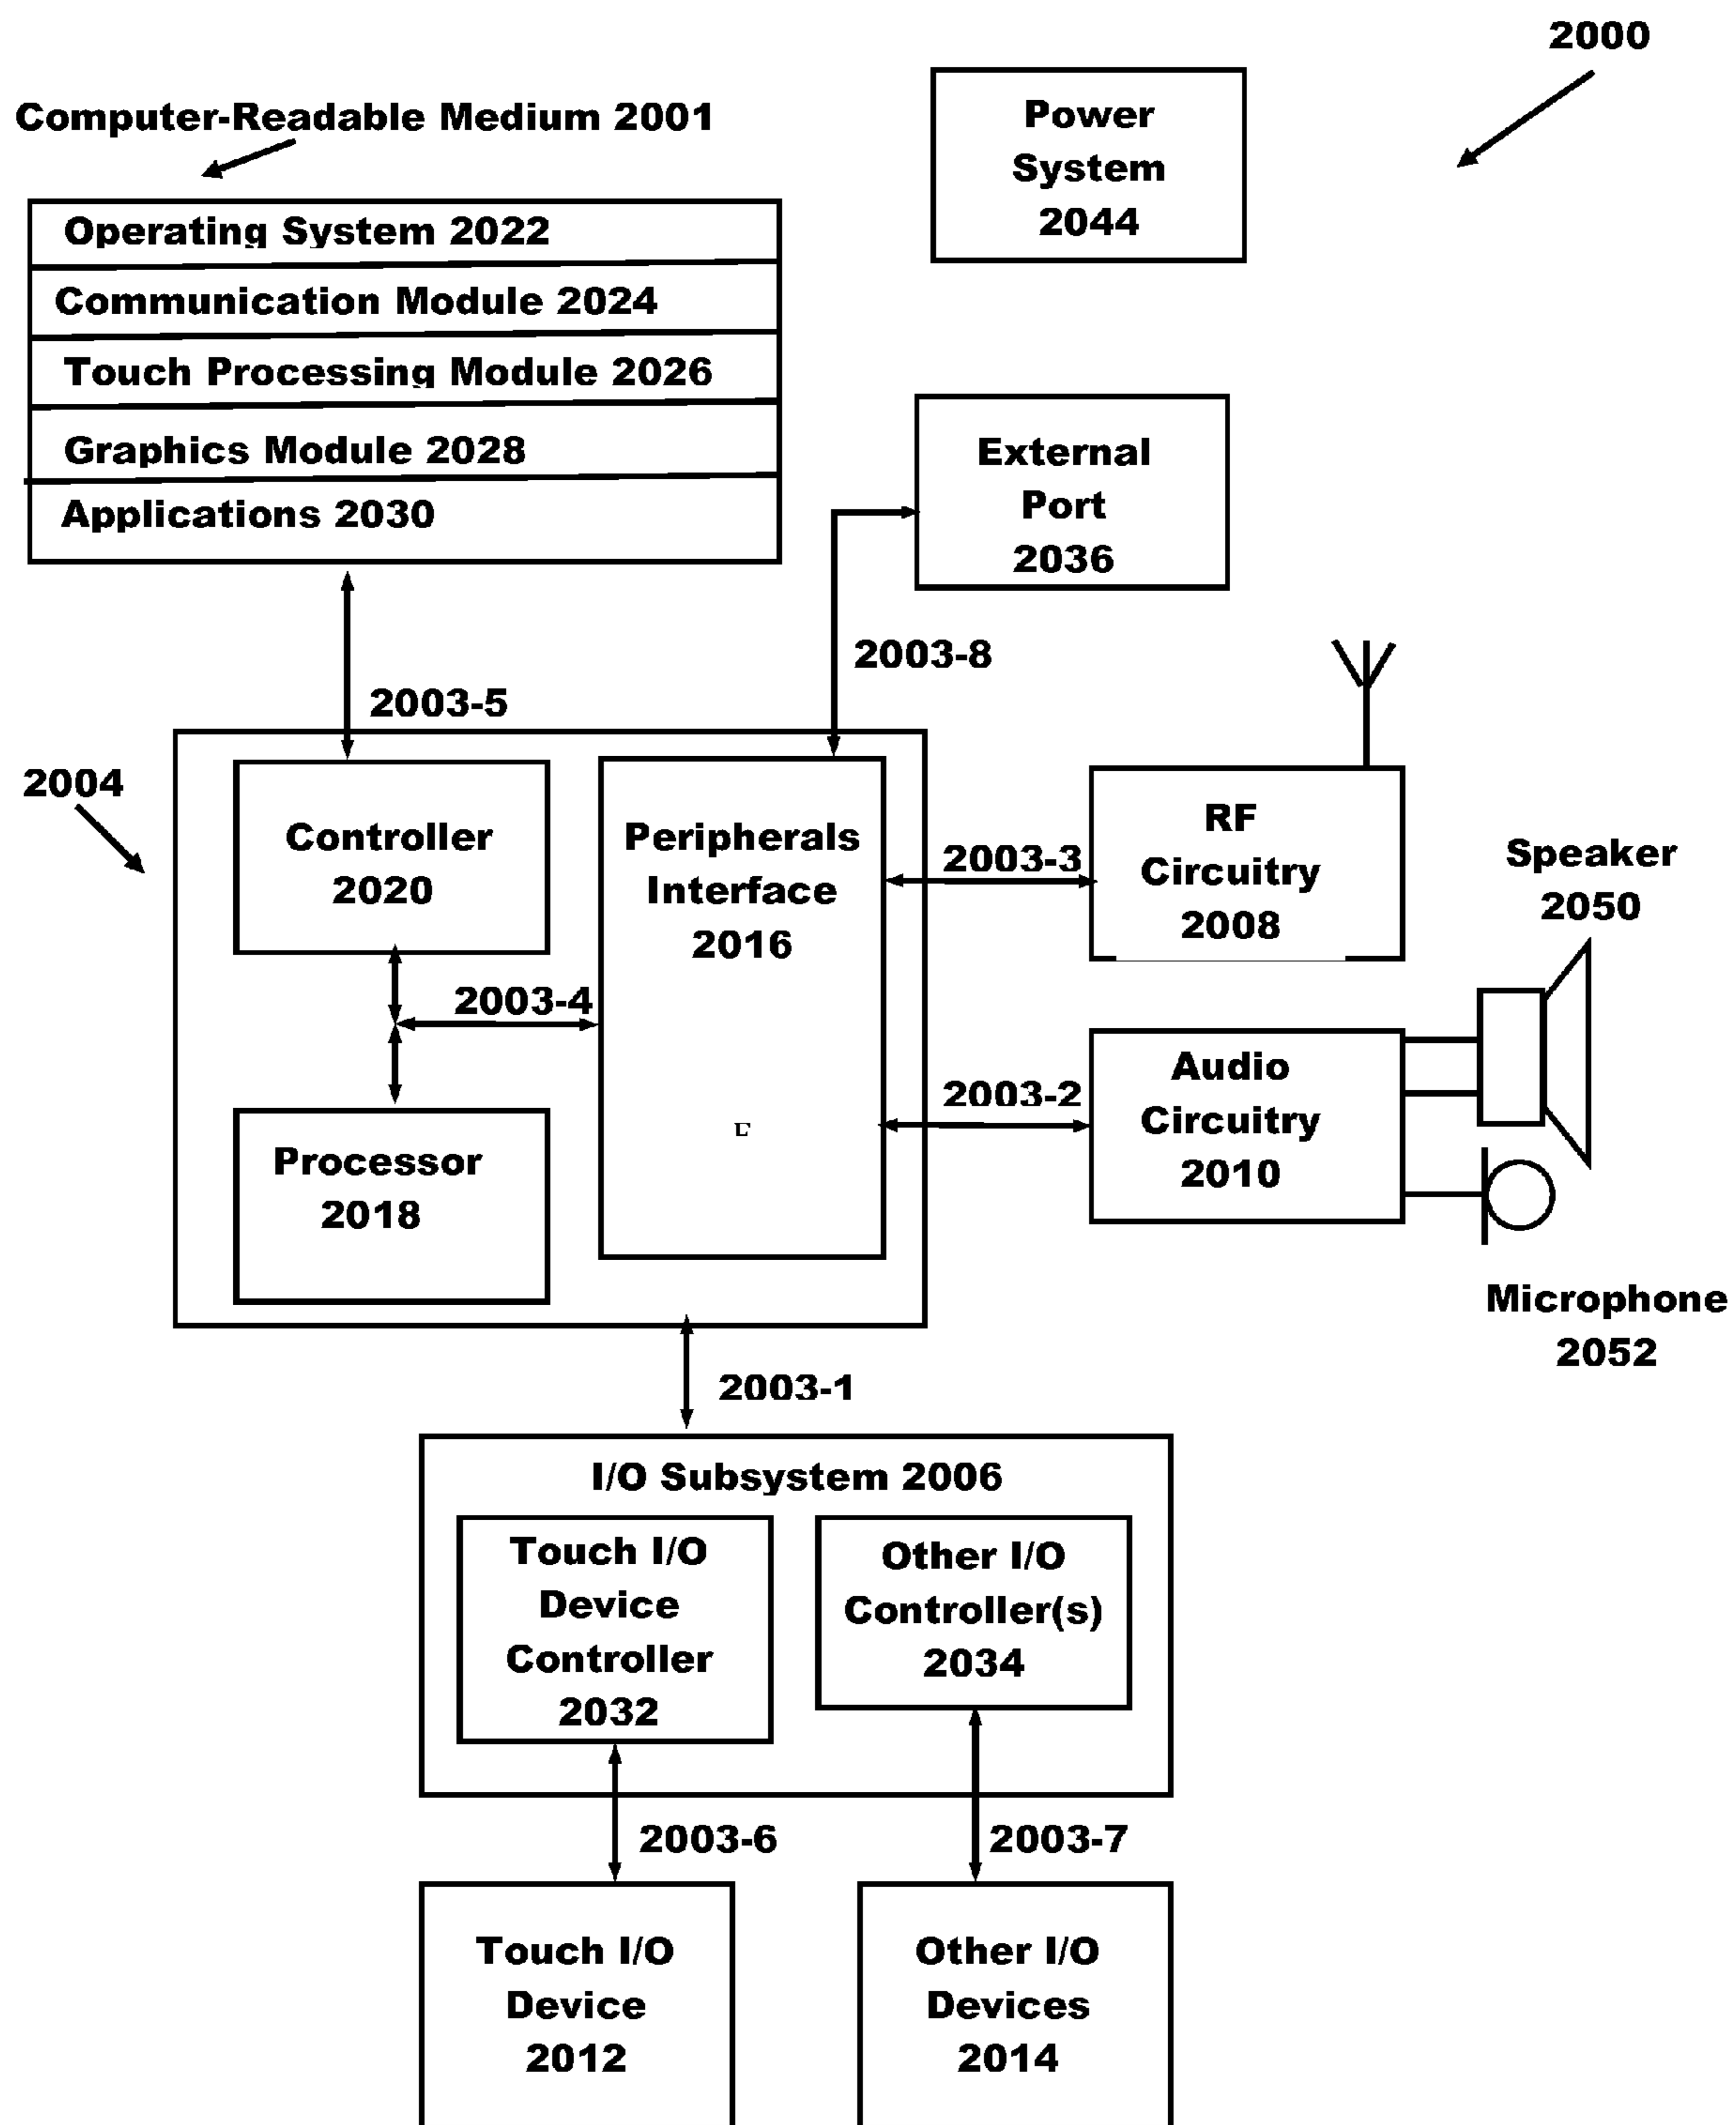 2000
Power
System
2044
Computer-Readable Medium 2001
Operating System 2022
Communication Module 2024
Touch Processing Module 2026
Graphics Module 2028
Applications 2030
External
Port
2036
2003-8
2003-5
2004
Controller
2020
Peripherals
Interface
2016
2003-3
RF
Circuitry
2008
Speaker
2050
2003-4
2003-2
Audio
Circuitry
2010
Processor
2018
Microphone
2052
2003-1
I/O Subsystem 2006
Touch I/O
Device
Controller
2032
Other I/O
Controller(s)
2034
2003-6
2003-7
Touch I/O
Device
2012
Other I/O
Devices
2014